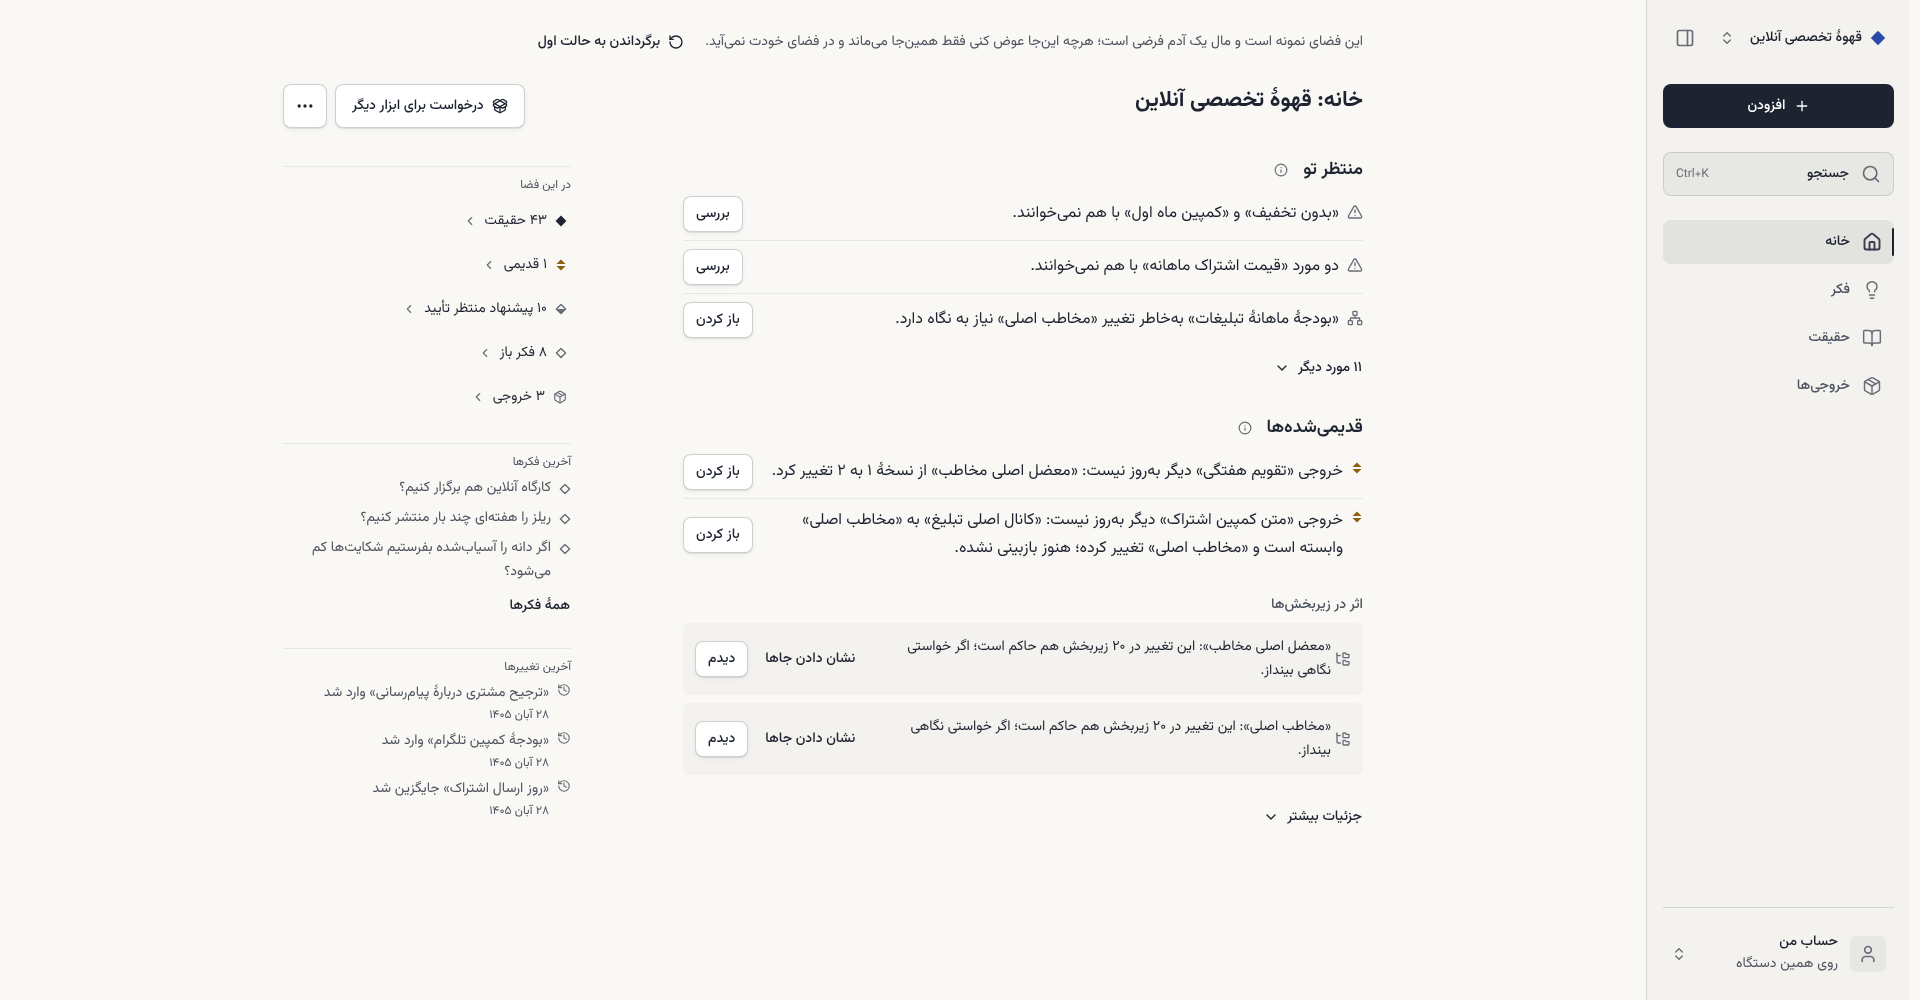 قهوهٔ تخصصی آنلاین
افزودن
جستجو
Ctrl+K
خانه
فکر
حقیقت
خروجی‌ها
حساب من
روی همین دستگاه
این فضای نمونه است و مال یک آدم فرضی است؛ هرچه این‌جا عوض کنی فقط همین‌جا می‌ماند و در فضای خودت نمی‌آید.
برگرداندن به حالت اول
خانه: قهوهٔ تخصصی آنلاین
درخواست برای ابزار دیگر
منتظر تو
«بدون تخفیف» و «کمپین ماه اول» با هم نمی‌خوانند.
بررسی
دو مورد «قیمت اشتراک ماهانه» با هم نمی‌خوانند.
بررسی
«بودجهٔ ماهانهٔ تبلیغات» به‌خاطر تغییر «مخاطب اصلی» نیاز به نگاه دارد.
باز کردن
۱۱ مورد دیگر
قدیمی‌شده‌ها
خروجی «تقویم هفتگی» دیگر به‌روز نیست: «معضل اصلی مخاطب» از نسخهٔ ۱ به ۲ تغییر کرد.
باز کردن
خروجی «متن کمپین اشتراک» دیگر به‌روز نیست: «کانال اصلی تبلیغ» به «مخاطب اصلی»
وابسته است و «مخاطب اصلی» تغییر کرده؛ هنوز بازبینی نشده.
باز کردن
اثر در زیربخش‌ها
«معضل اصلی مخاطب»: این تغییر در ۲۰ زیربخش هم حاکم است؛ اگر خواستی
نگاهی بینداز.
نشان دادن جاها
دیدم
«مخاطب اصلی»: این تغییر در ۲۰ زیربخش هم حاکم است؛ اگر خواستی نگاهی
بینداز.
نشان دادن جاها
دیدم
جزئیات بیشتر
در این فضا
۴۳ حقیقت
۱ قدیمی
۱۰ پیشنهاد منتظر تأیید
۸ فکر باز
۳ خروجی
آخرین فکرها
کارگاه آنلاین هم برگزار کنیم؟
ریلز را هفته‌ای چند بار منتشر کنیم؟
اگر دانه را آسیاب‌شده بفرستیم شکایت‌ها کم
می‌شود؟
همهٔ فکرها
آخرین تغییرها
«ترجیح مشتری دربارهٔ پیام‌رسانی» وارد شد
۲۸ آبان ۱۴۰۵
«بودجهٔ کمپین تلگرام» وارد شد
۲۸ آبان ۱۴۰۵
«روز ارسال اشتراک» جایگزین شد
۲۸ آبان ۱۴۰۵